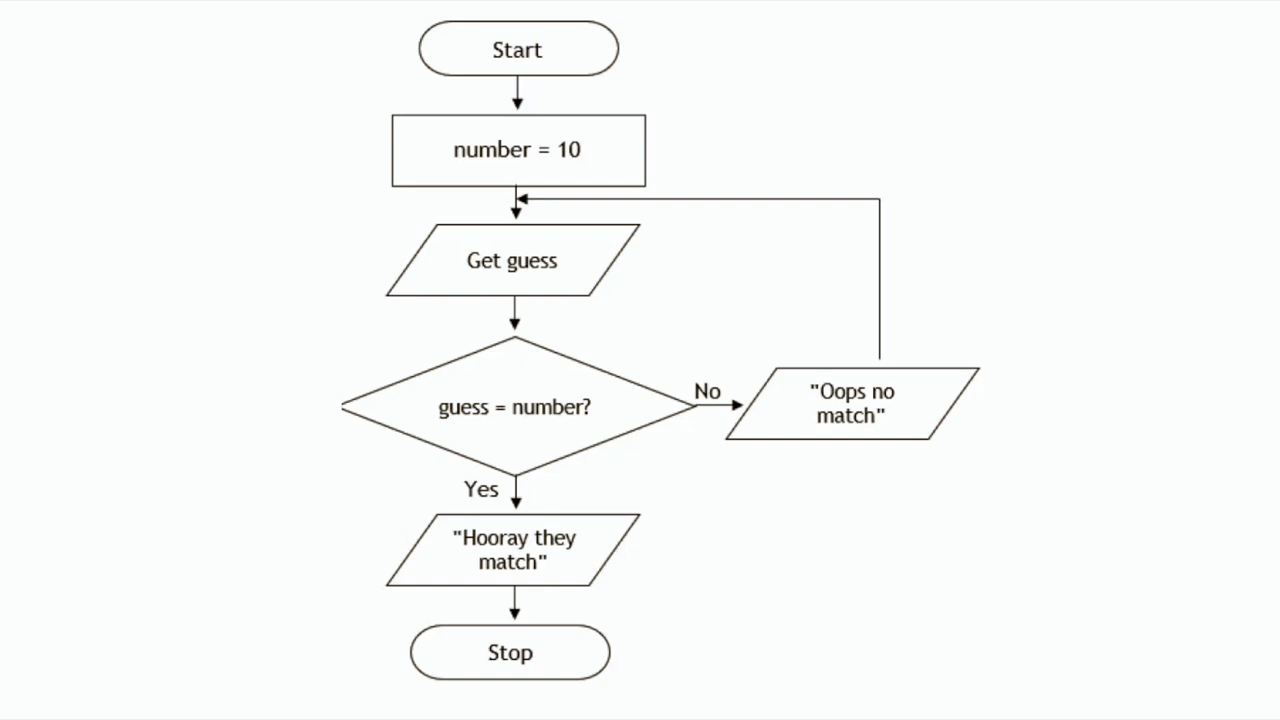 Start
number = 10
Get guess
guess = number?
No
"Oops no
match"
Yes
"Hooray they
match"
Stop